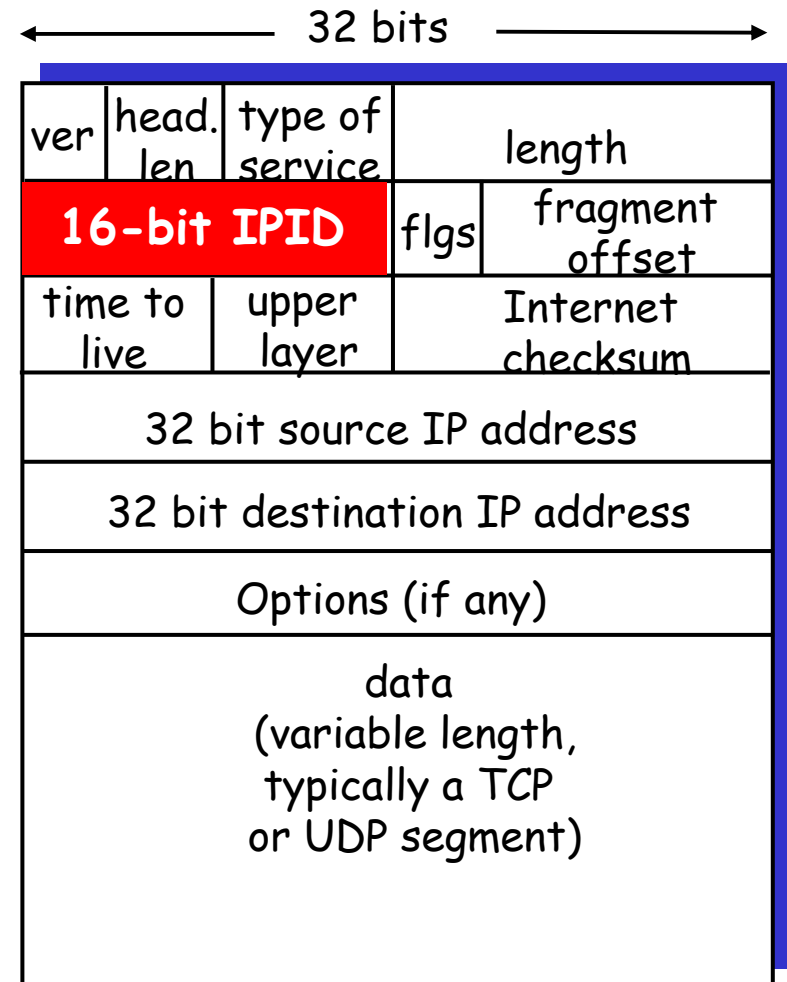 32 bits
ver
head.
len
type of
service
length
16-bit IPID
flgs
fragment
offset
time to
live
upper
layer
Internet
checksum
32 bit source IP address
32 bit destination IP address
Options (if any)
data
(variable length,
typically a TCP
or UDP segment)